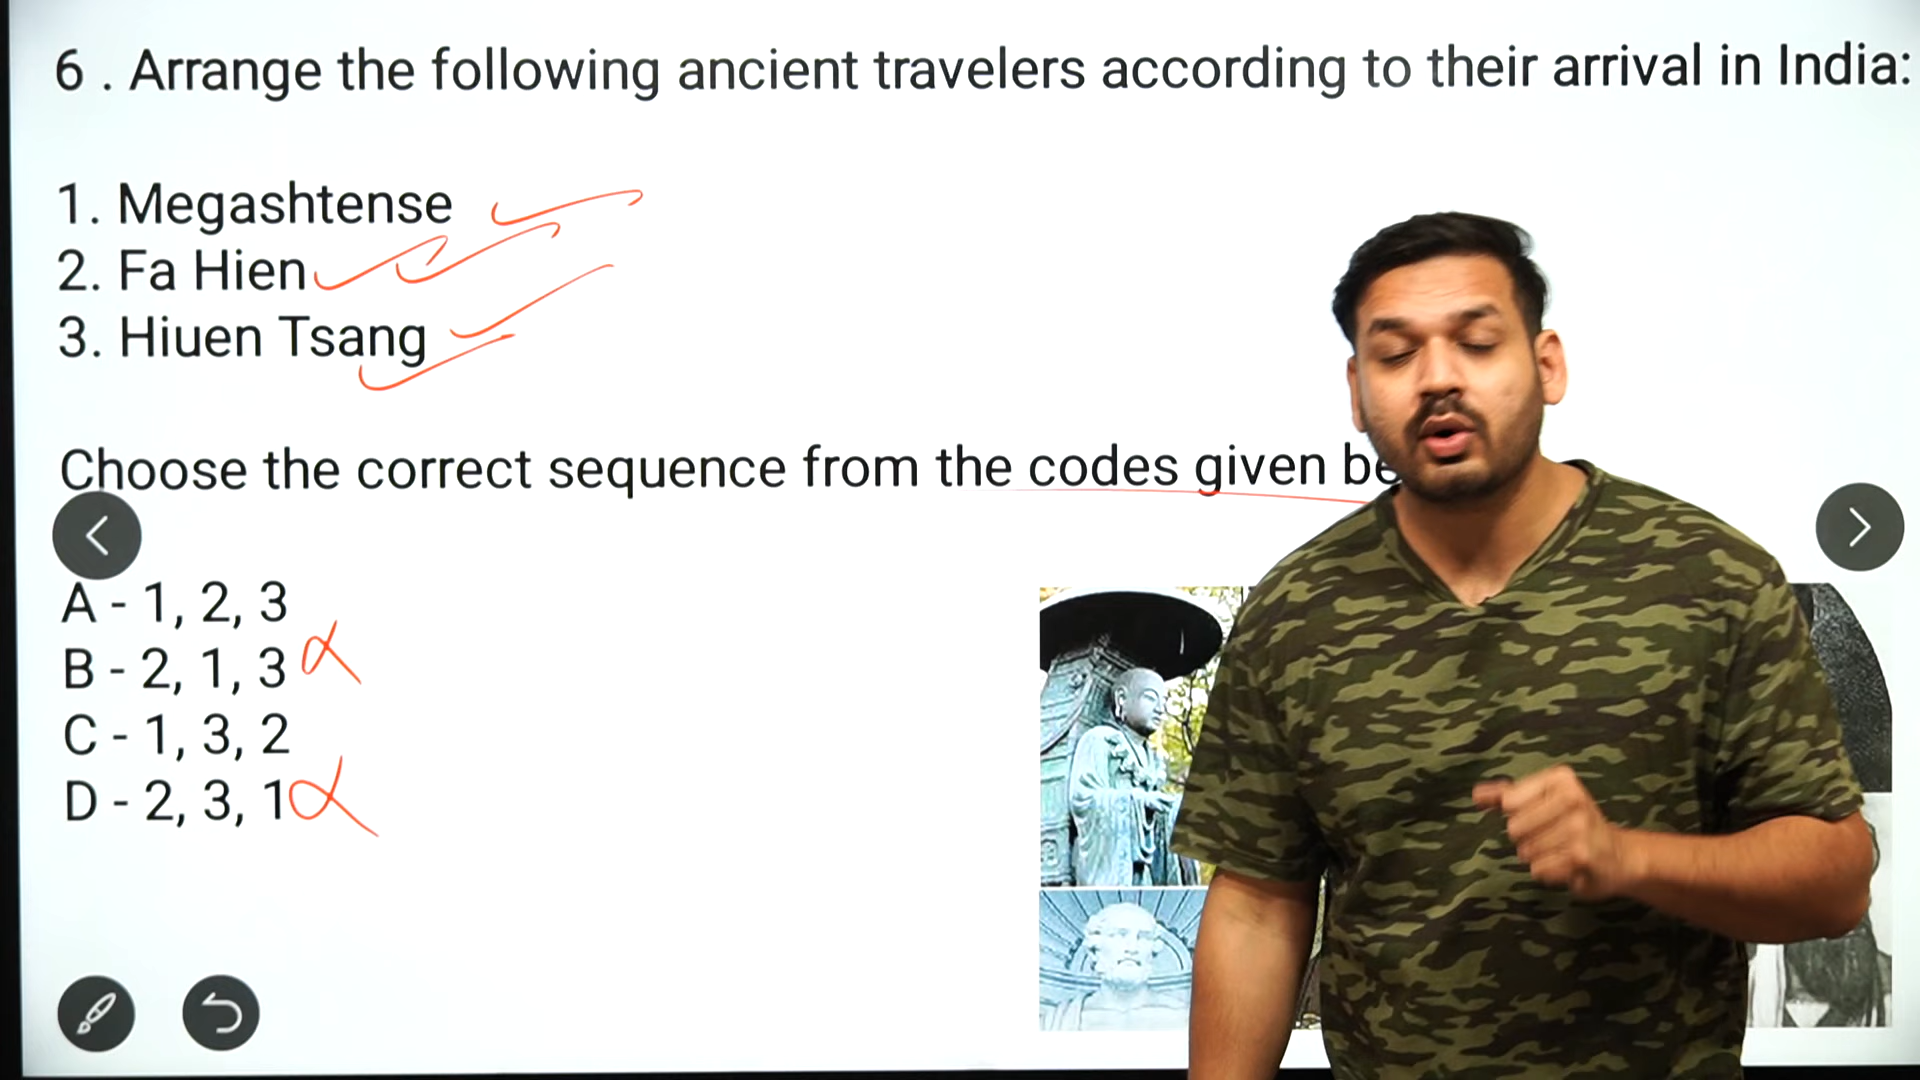 6 . Arrange the following ancient travelers according to their arrival in India:
1. Megashtense
2. Fa Hien
3. Hiuen Tsang
Choose the correct sequence from the codes given
A - 1, 2, 3
B - 2, 1, 3
C - 1, 3, 2
D - 2, 3, 1